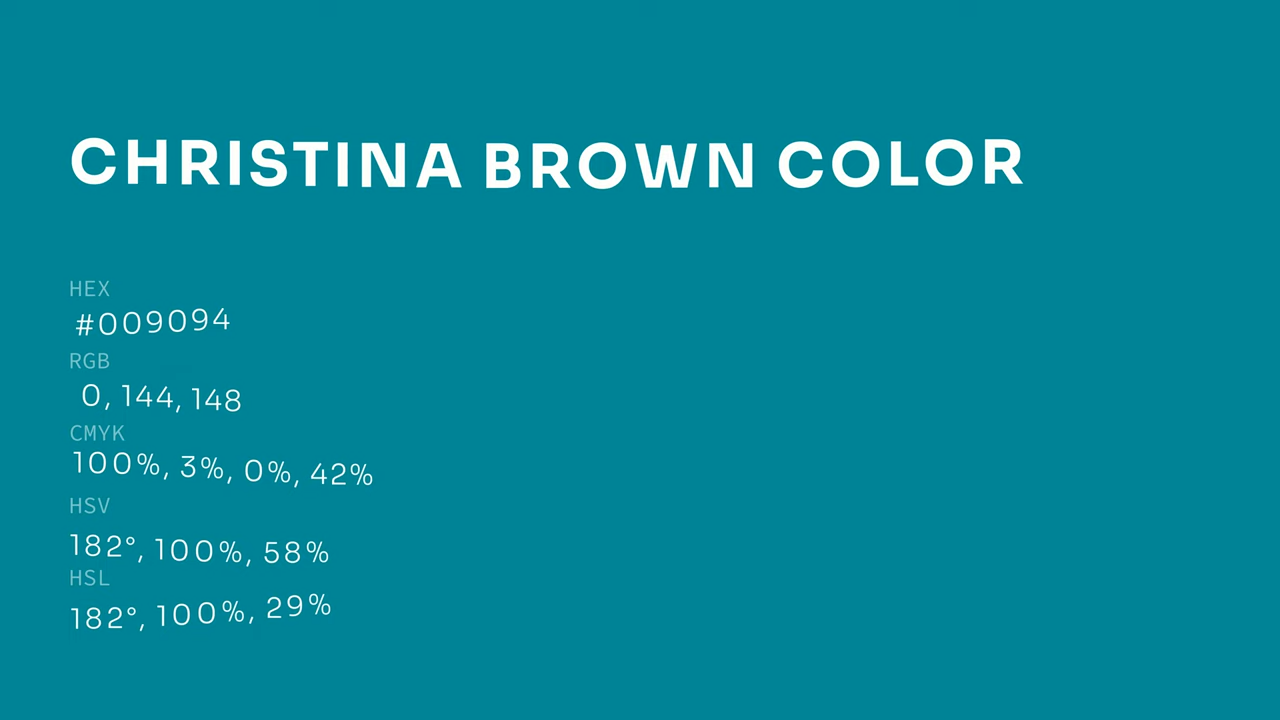 CHRISTINA BROWN COLOR
HEX
#009094
RGB
0, 144, 148
CMYK
100%, 3%, 0%, 42%
HSV
182°, 100%, 58%
HSL
182°, 100%, 29%